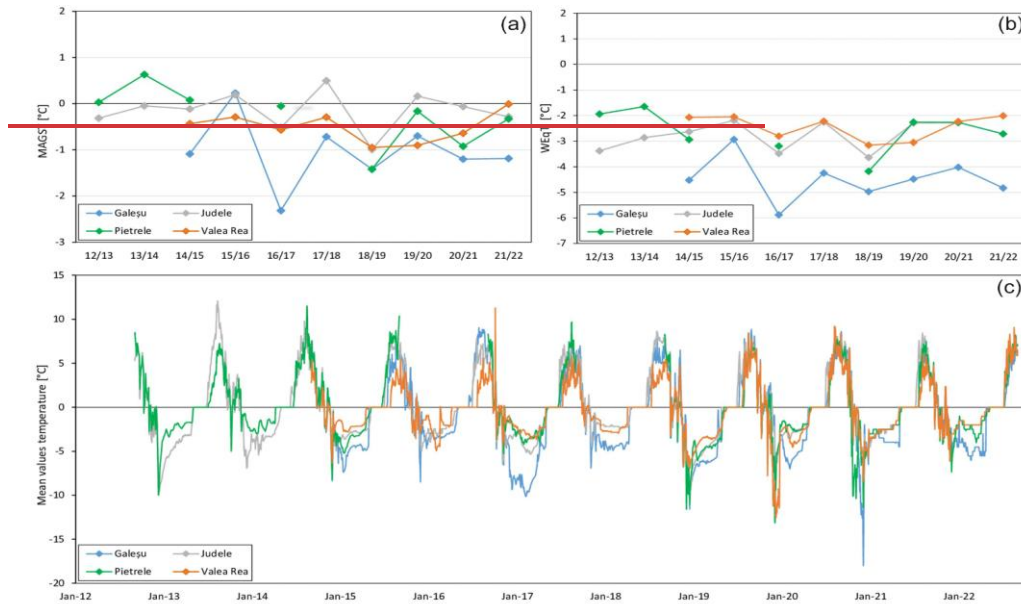 (a)
2
1
0
-1
-2
-3
MAGST [°C]
Galeșu
Judele
Pietrele
Valea Rea
12/13 13/14 14/15 15/16 16/17 17/18 18/19 19/20 20/21 21/22
(b)
2
1
0
-1
-2
-3
-4
-5
-6
-7
WEqT [°C]
Galeșu
Judele
Pietrele
Valea Rea
12/13 13/14 14/15 15/16 16/17 17/18 18/19 19/20 20/21 21/22
(c)
15
10
5
0
-5
-10
-15
-20
Mean values temperature [°C]
Galeșu
Judele
Pietrele
Valea Rea
Jan-12 Jan-13 Jan-14 Jan-15 Jan-16 Jan-17 Jan-18 Jan-19 Jan-20 Jan-21 Jan-22